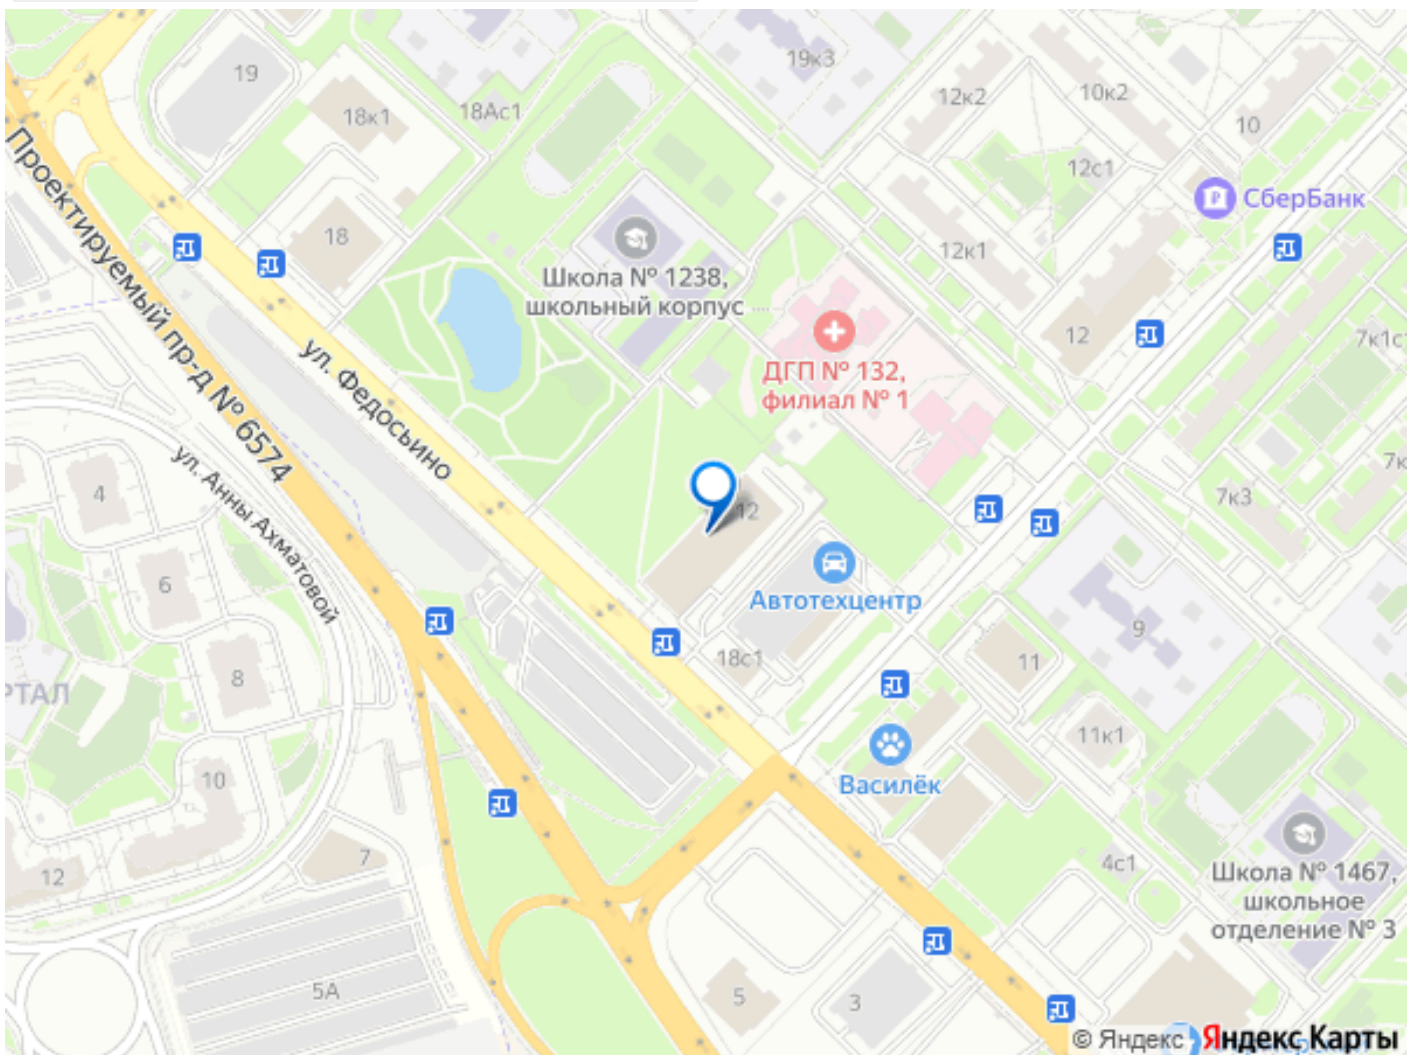 19
19к3
18к1
18Ас1
12к2
10к2
10
12с1
Проектируемый пр-д № 6574
СберБанк
18
12к1
Школа № 1238,
школьный корпус
12
7к1с
ул. Федосьино
ДГП № 132,
филиал № 1
ул. Анны Ахматовой
4
7к
7к3
12
6
Автотехцентр
9
18с1
11
8
РТАЛ
11к1
10
Василёк
7
4с1
12
Школа № 1467,
школьное
отделение № 3
5А
5
3
© Яндекс Яндекс Карты